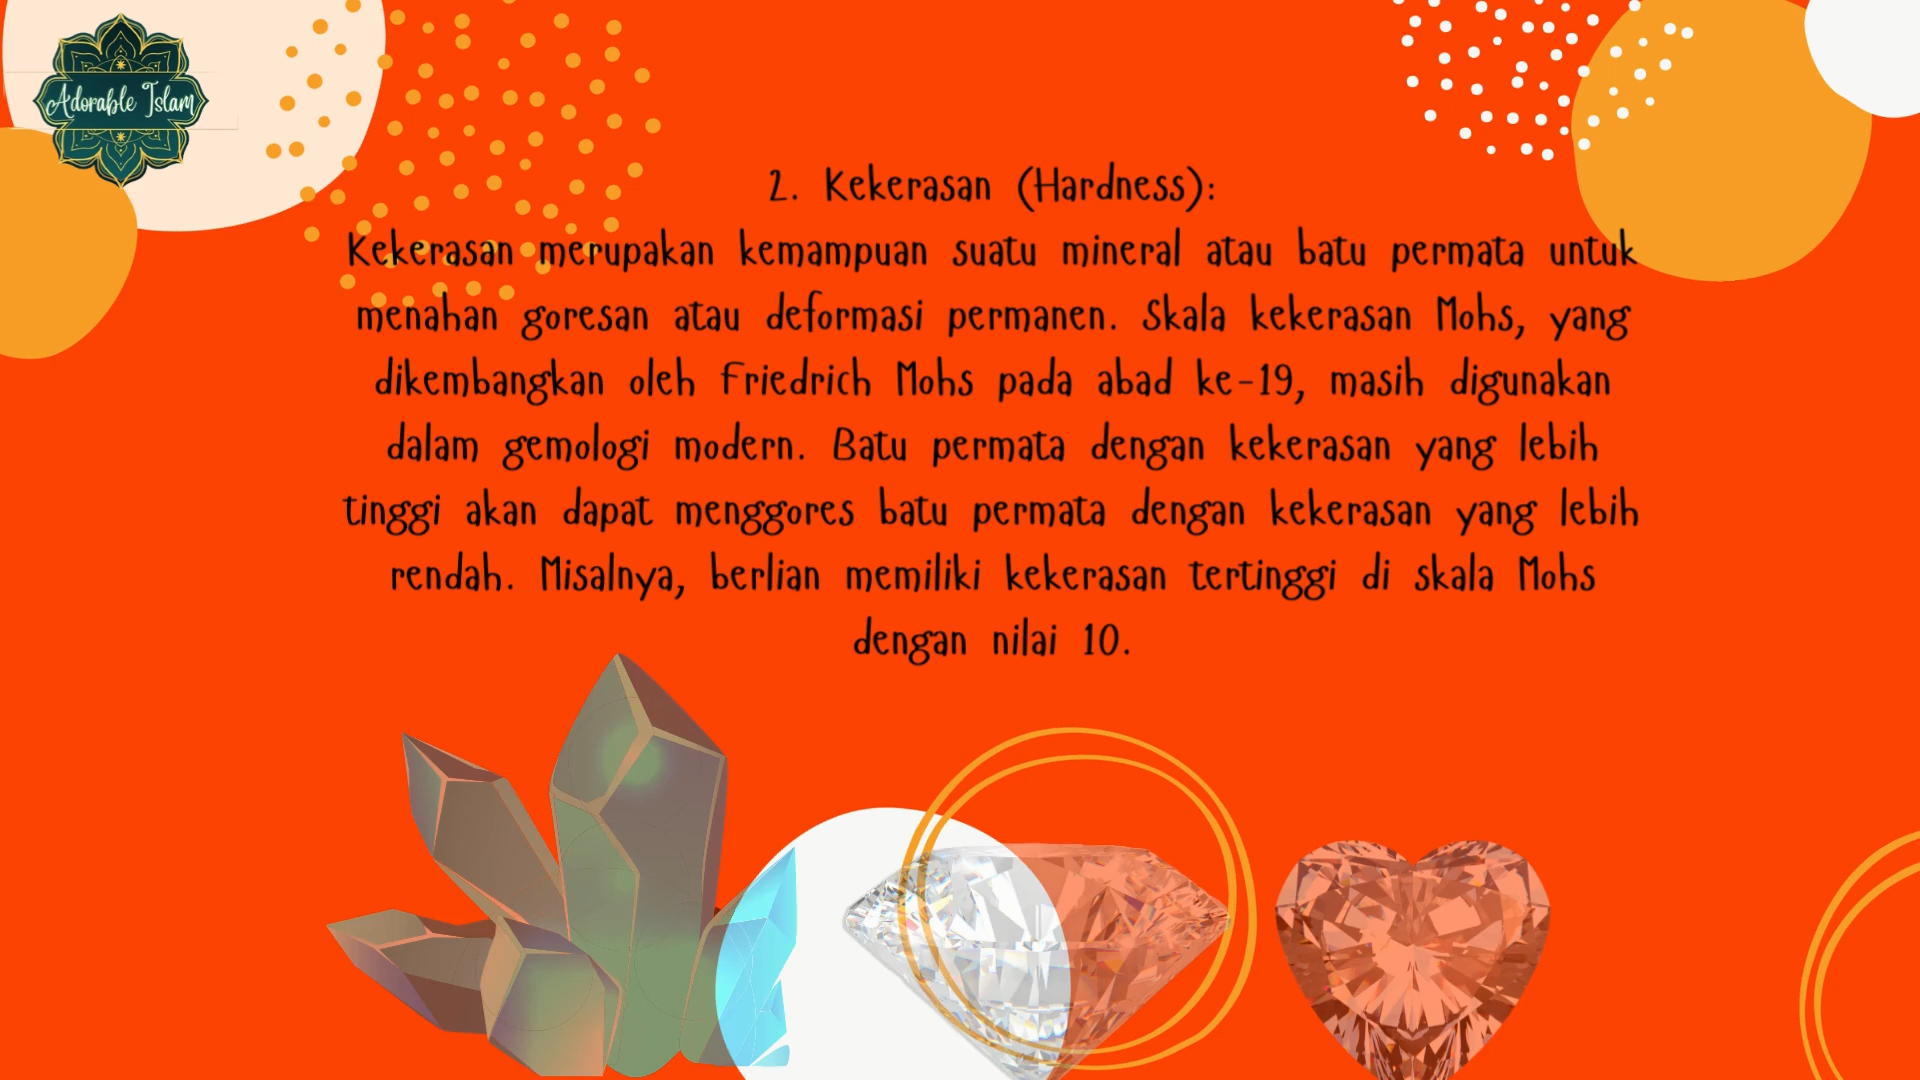 Adorable Islam
2. Kekerasan (Hardness):
Kekerasan merupakan kemampuan suatu mineral atau batu permata untuk
menahan goresan atau deformasi permanen. Skala kekerasan Mohs, yang
dikembangkan oleh Friedrich Mohs pada abad ke-19, masih digunakan
dalam gemologi modern. Batu permata dengan kekerasan yang lebih
tinggi akan dapat menggores batu permata dengan kekerasan yang lebih
rendah. Misalnya, berlian memiliki kekerasan tertinggi di skala Mohs
dengan nilai 10.